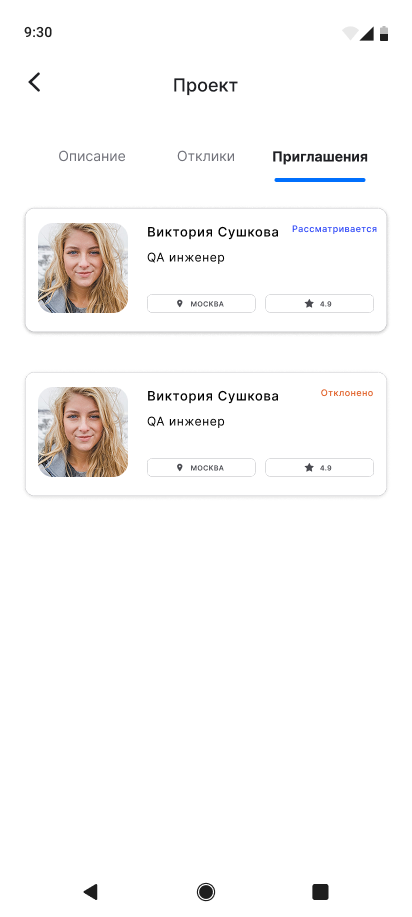 9:30
Проект
Описание
Отклики
Приглашения
Виктория Сушкова
Рассматривается
QA инженер
МОСКВА
4.9
Виктория Сушкова
Отклонено
QA инженер
МОСКВА
4.9